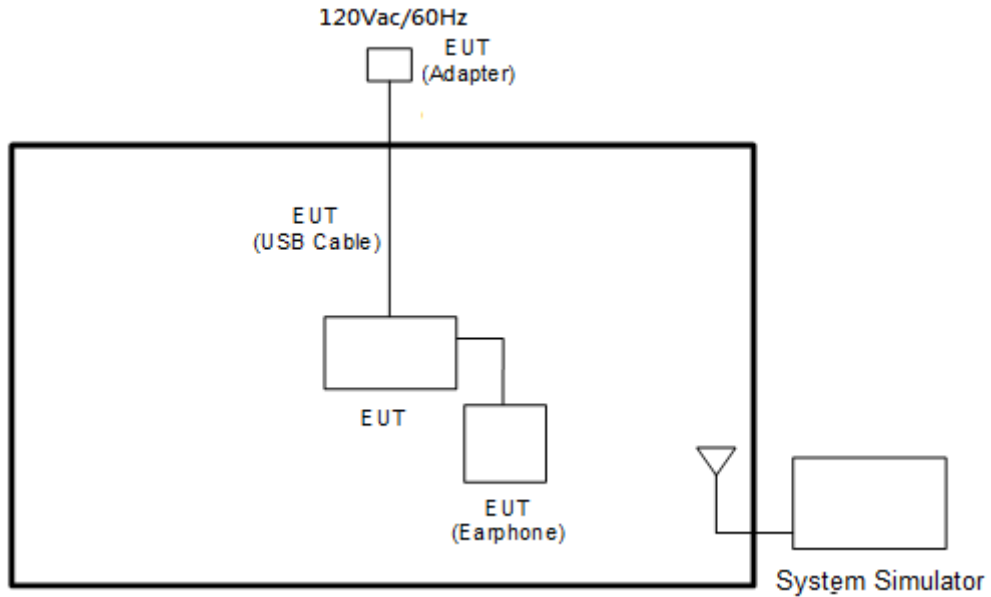 120Vac/60Hz
EUT
(Adapter)
EUT
(USB Cable)
EUT
EUT
(Earphone)
System Simulator